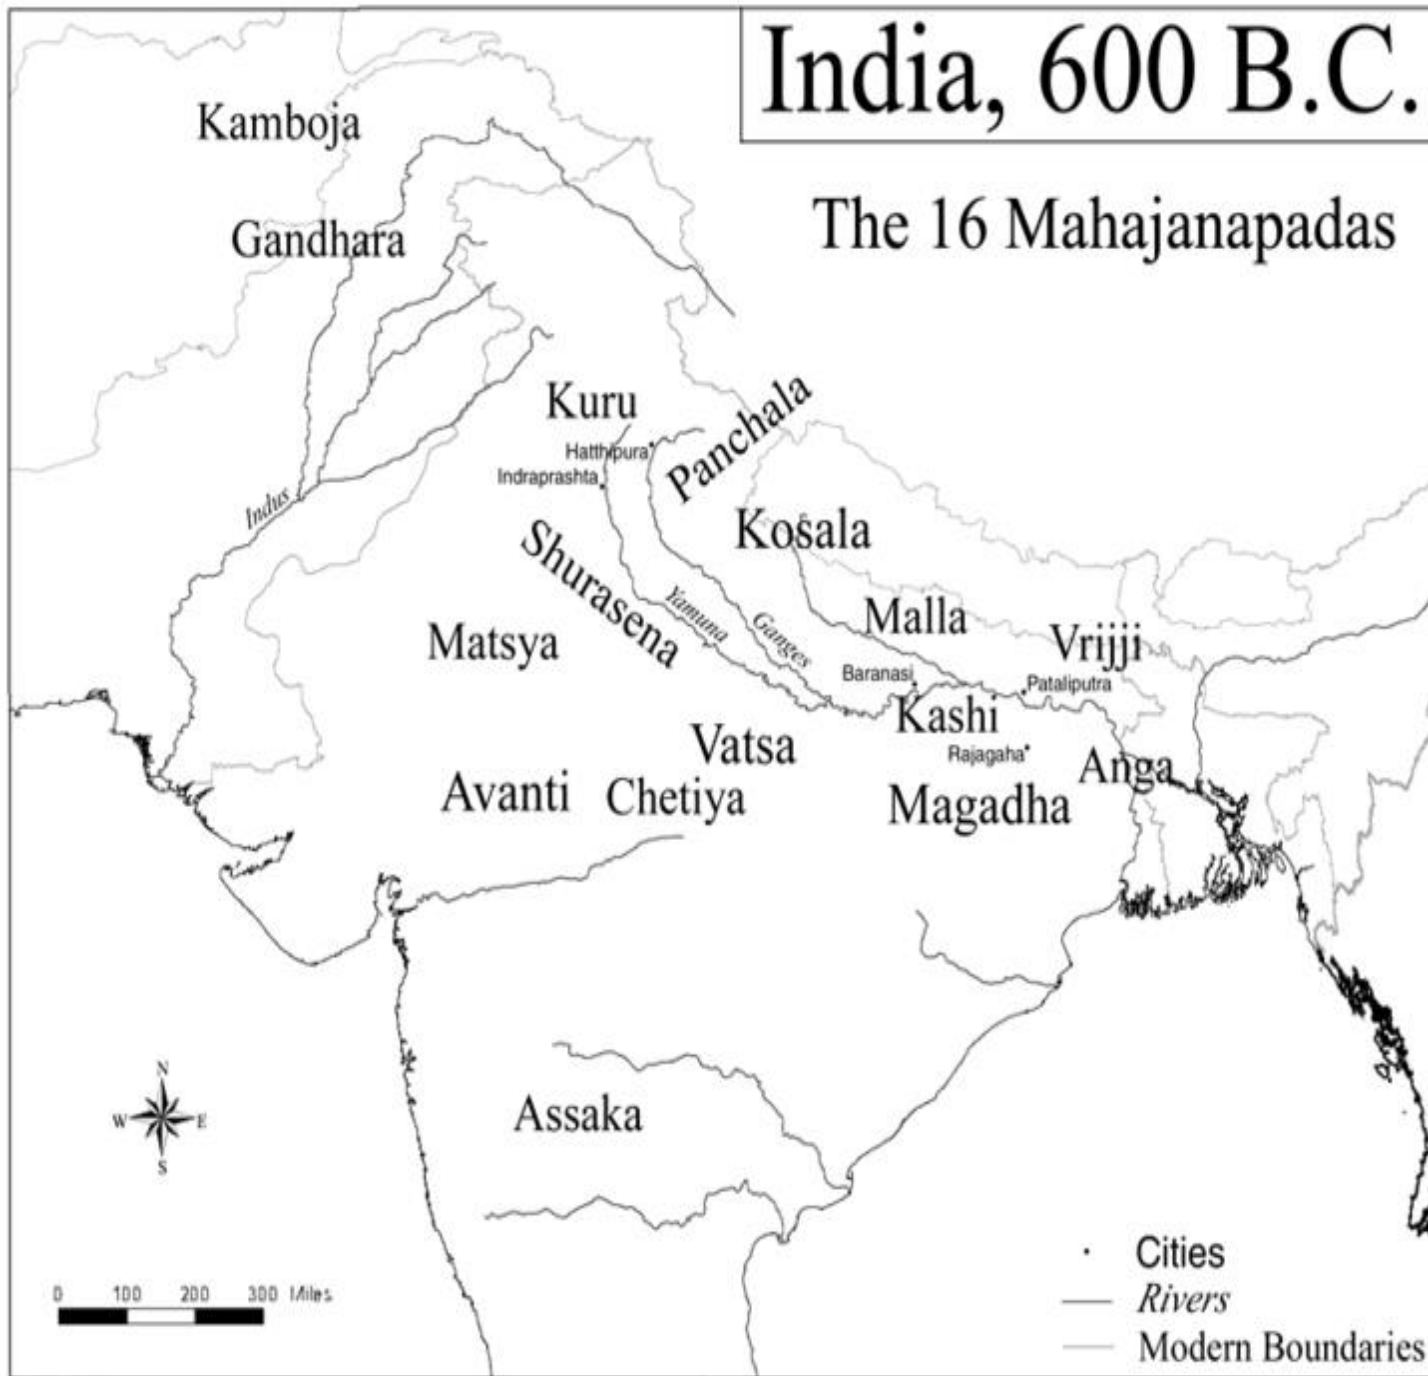 India, 600 B.C.
The 16 Mahajanapadas
Kamboja
Gandhara
Kuru
Panchala
Hatthipura
Indraprashta
Indus
Kosala
Shurasena
Yamuna
Ganges
Malla
Matsya
Vrijji
Baranasi
Pataliputra
Kashi
Vatsa
Rajagaha
Anga
Avanti
Chetiya
Magadha
Assaka
N
W E
S
0 100 200 300 Miles
Cities
Rivers
Modern Boundaries